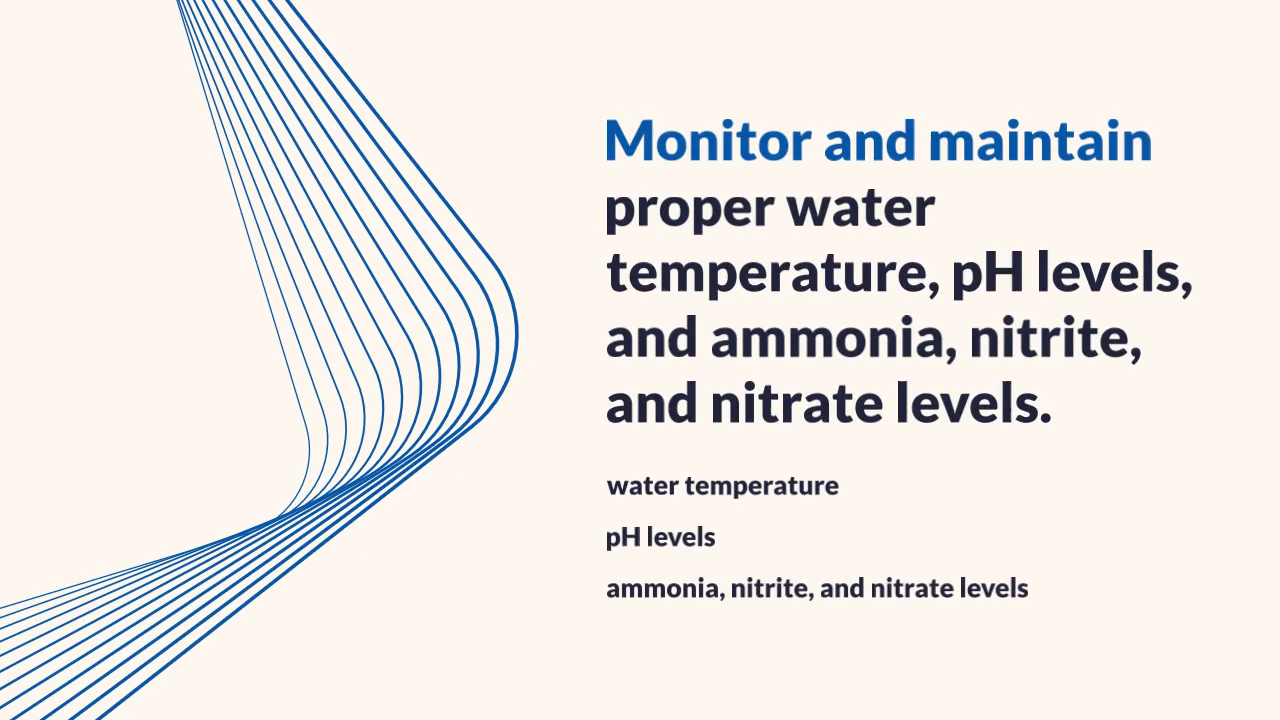 Monitor and maintain
proper water
temperature, pH levels,
and ammonia, nitrite,
and nitrate levels.
water temperature
pH levels
ammonia, nitrite, and nitrate levels